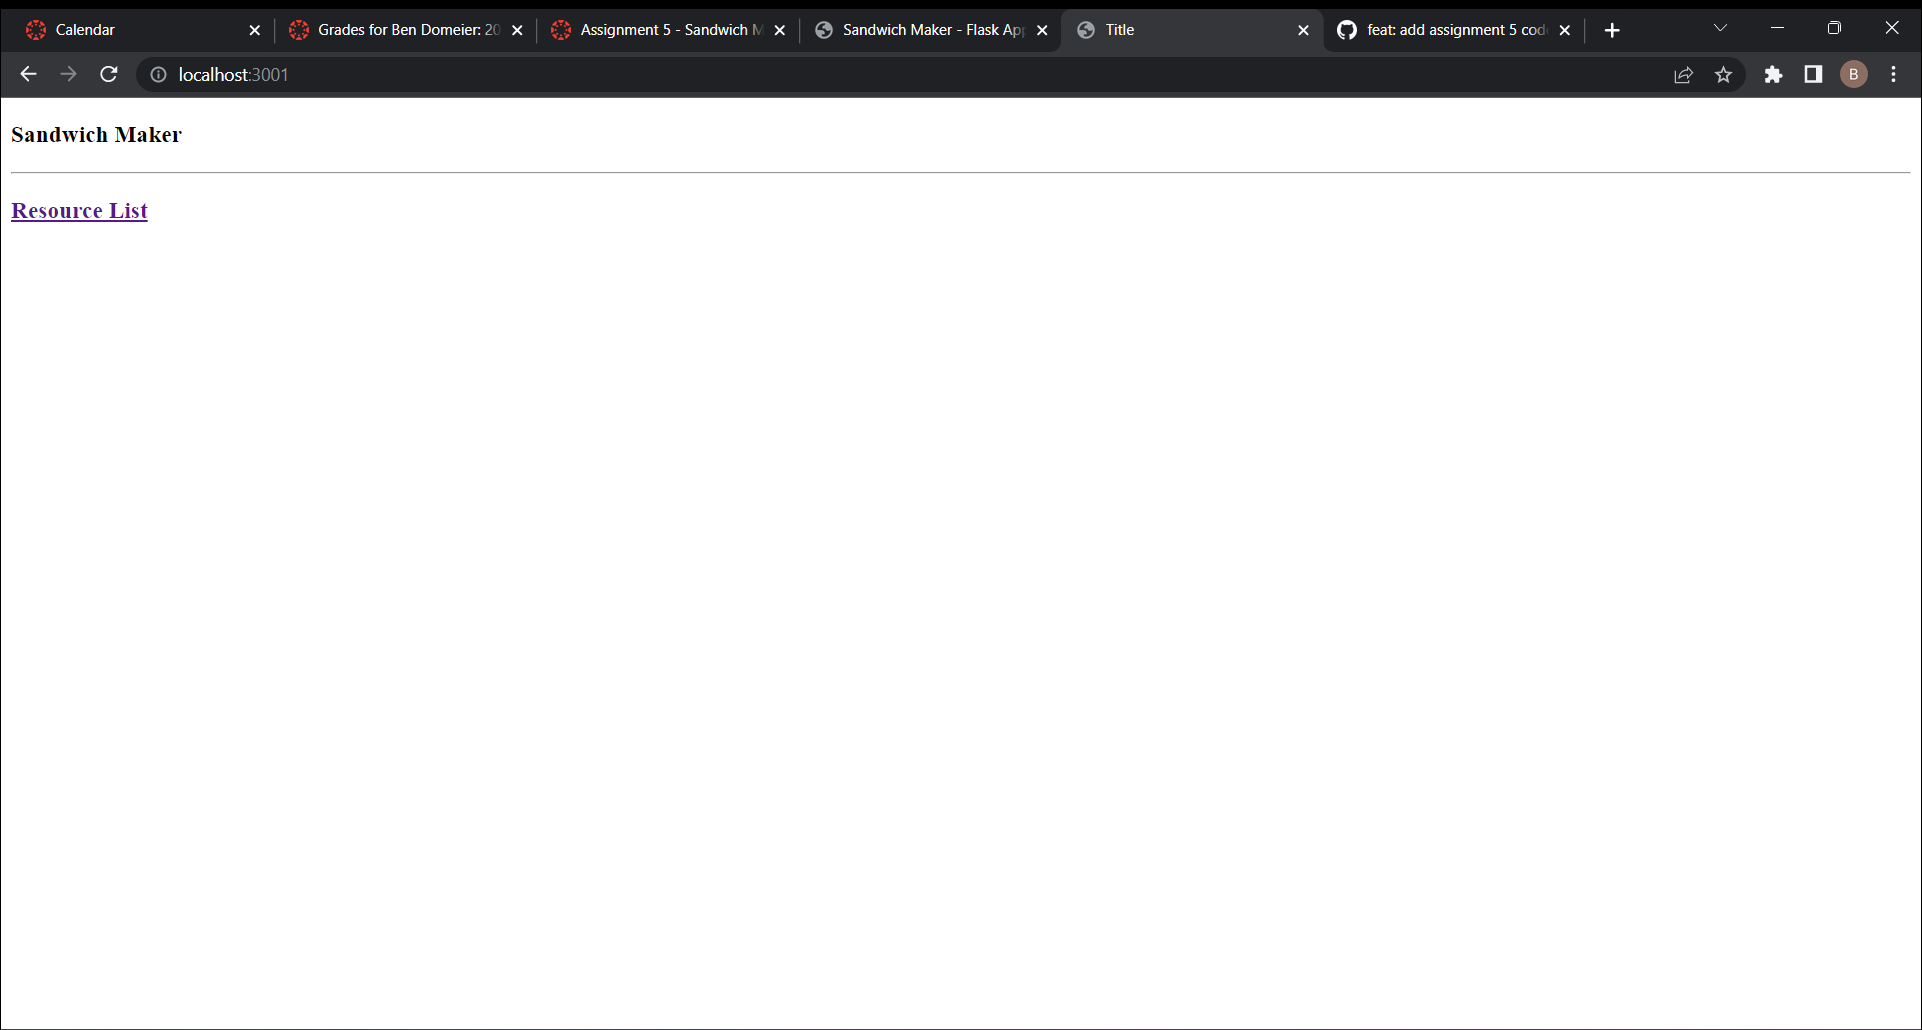 Calendar
Grades for Ben Domeier: 20
Assignment 5 - Sandwich M
Sandwich Maker - Flask Ap
Title
feat: add assignment 5 cod
localhost:3001
B
Sandwich Maker
Resource List